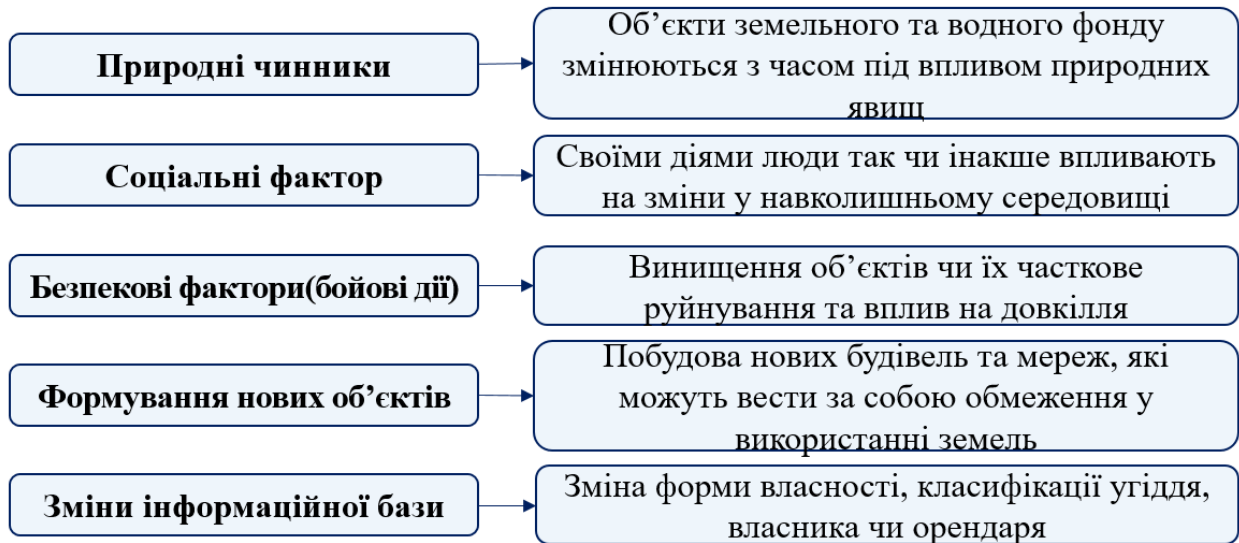 Природні чинники
Об’єкти земельного та водного фонду
змінюються з часом під впливом природних
явищ
Соціальні фактор
Своїми діями люди так чи інакше впливають
на зміни у навколишньому середовищі
Безпекові фактори(бойові дії)
Винищення об’єктів чи їх часткове
руйнування та вплив на довкілля
Формування нових об’єктів
Побудова нових будівель та мереж, які
можуть вести за собою обмеження у
використанні земель
Зміни інформаційної бази
Зміна форми власності, класифікації угіддя,
власника чи орендаря